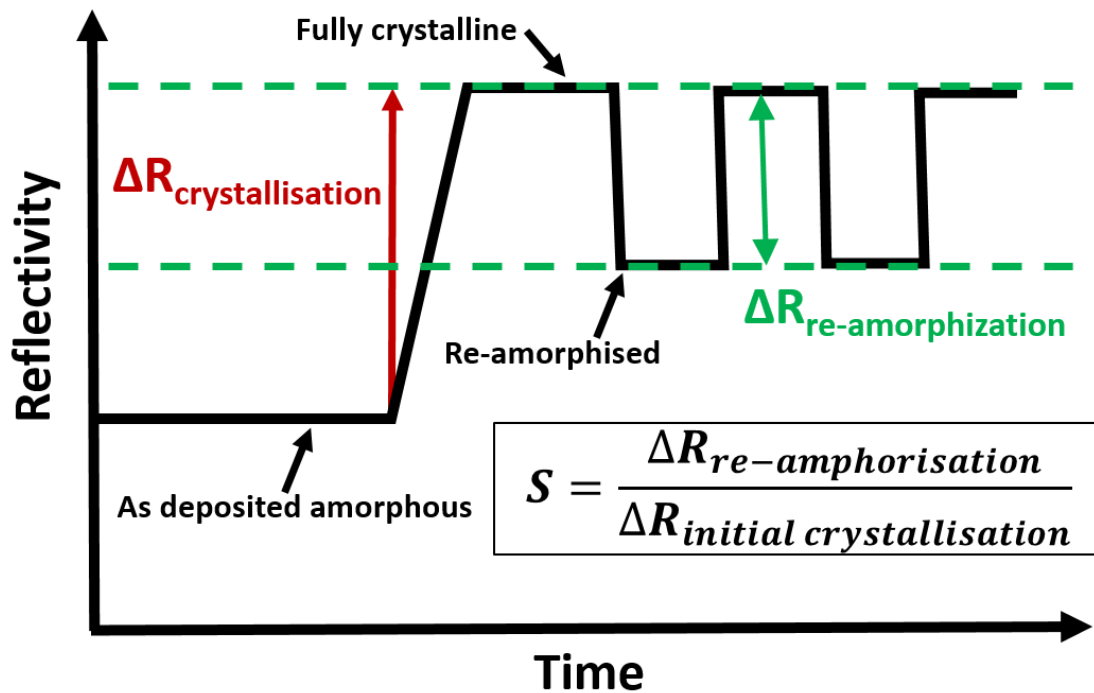 Fully crystalline
ΔRcrystallisation
Reflectivity
Re-amorphised
ΔRre-amorphization
As deposited amorphous
S = ΔRre−amphorisation / ΔRinitial crystallisation
Time